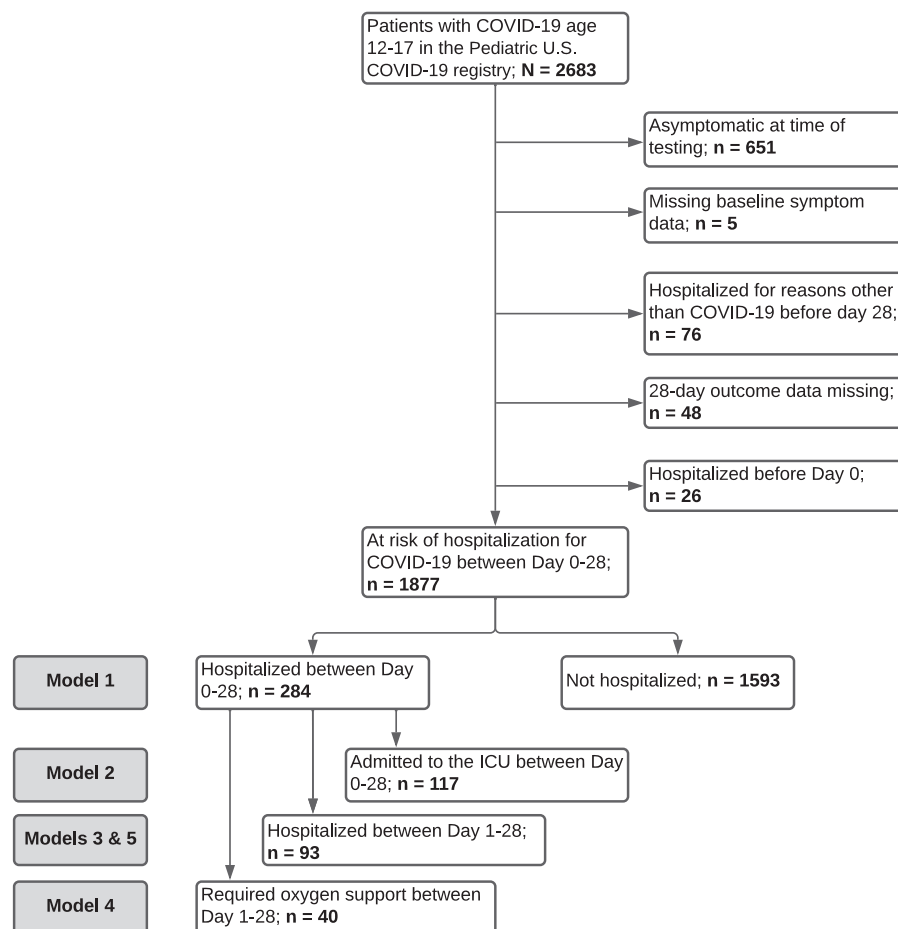 Patients with COVID-19 age
12-17 in the Pediatric U.S.
COVID-19 registry; N = 2683
Asymptomatic at time of
testing; n = 651
Missing baseline symptom
data; n = 5
Hospitalized for reasons other
than COVID-19 before day 28;
n = 76
28-day outcome data missing;
n = 48
Hospitalized before Day 0;
n = 26
At risk of hospitalization for
COVID-19 between Day 0-28;
n = 1877
Model 1
Hospitalized between Day
0-28; n = 284
Not hospitalized; n = 1593
Model 2
Admitted to the ICU between Day
0-28; n = 117
Models 3 & 5
Hospitalized between Day 1-28;
n = 93
Model 4
Required oxygen support between
Day 1-28; n = 40